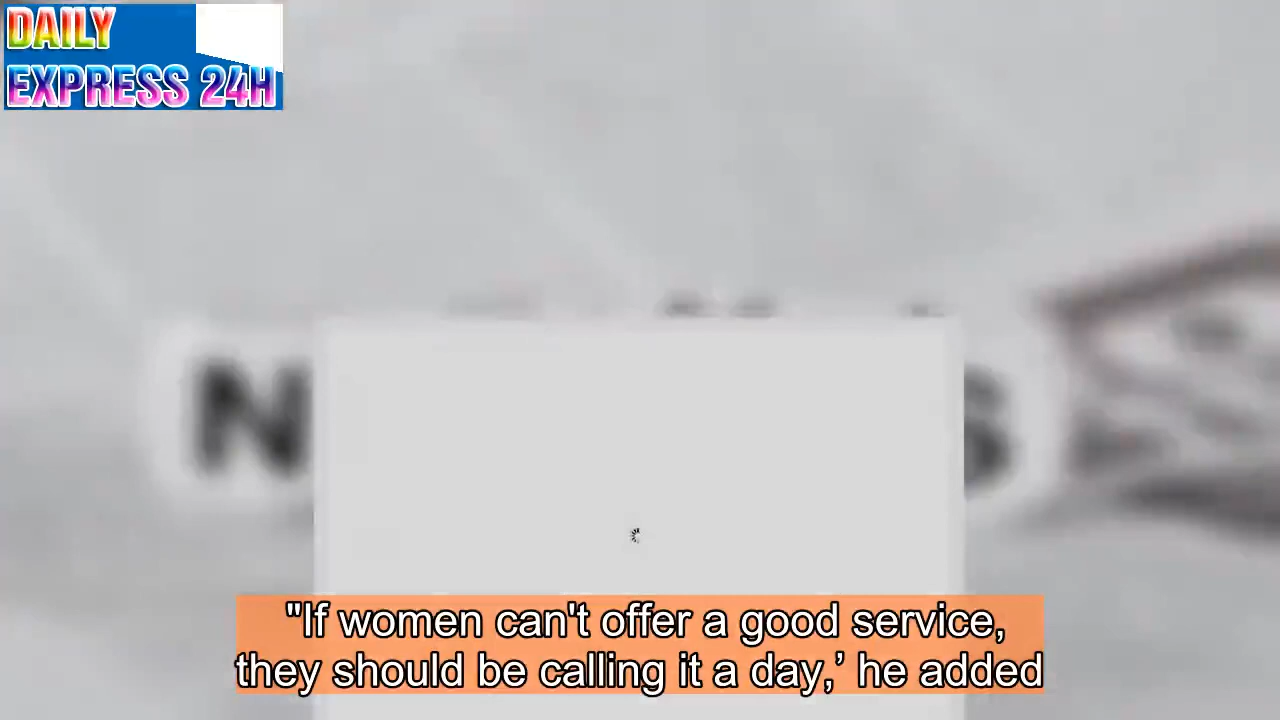 DAILY
EXPRESS 24H
N
S
"If women can't offer a good service,
they should be calling it a day,’ he added